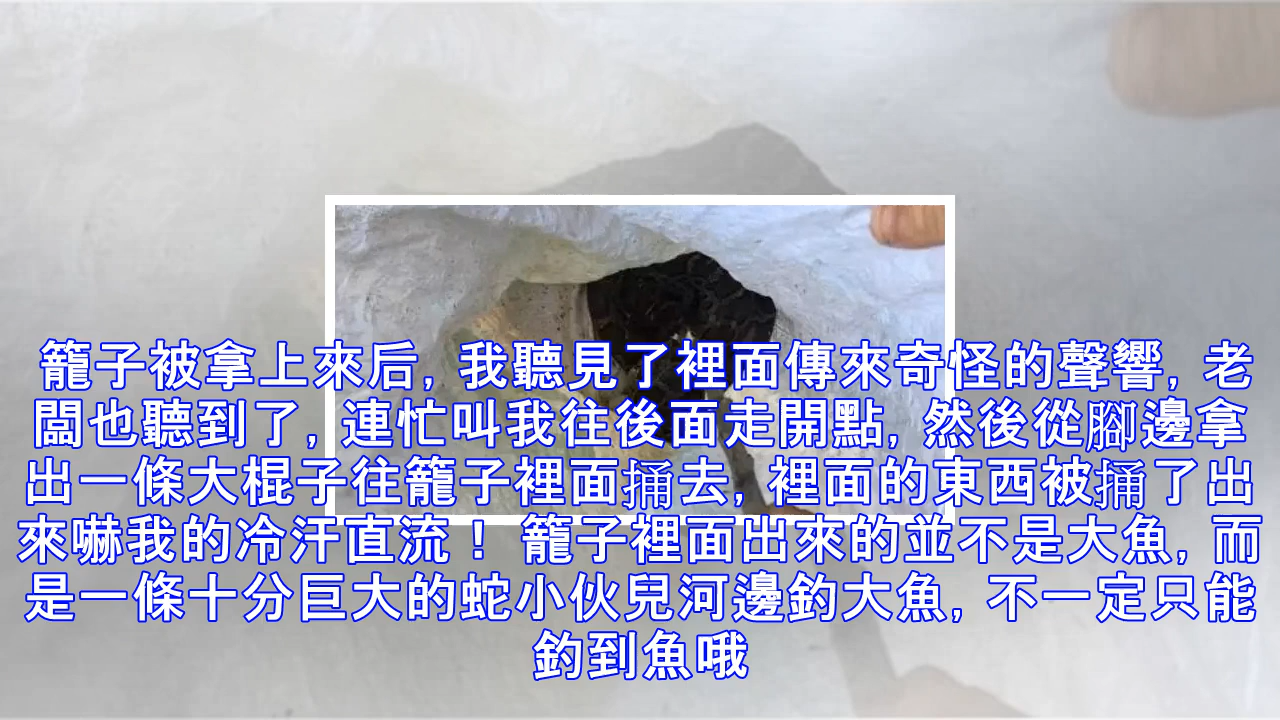 籠子被拿上來后, 我聽見了裡面傳來奇怪的聲響, 老
闆也聽到了, 連忙叫我往後面走開點, 然後從腳邊拿
出一條大棍子往籠子裡面捅去, 裡面的東西被捅了出
來嚇我的冷汗直流！ 籠子裡面出來的並不是大魚, 而
是一條十分巨大的蛇小伙兒河邊釣大魚, 不一定只能
釣到魚哦